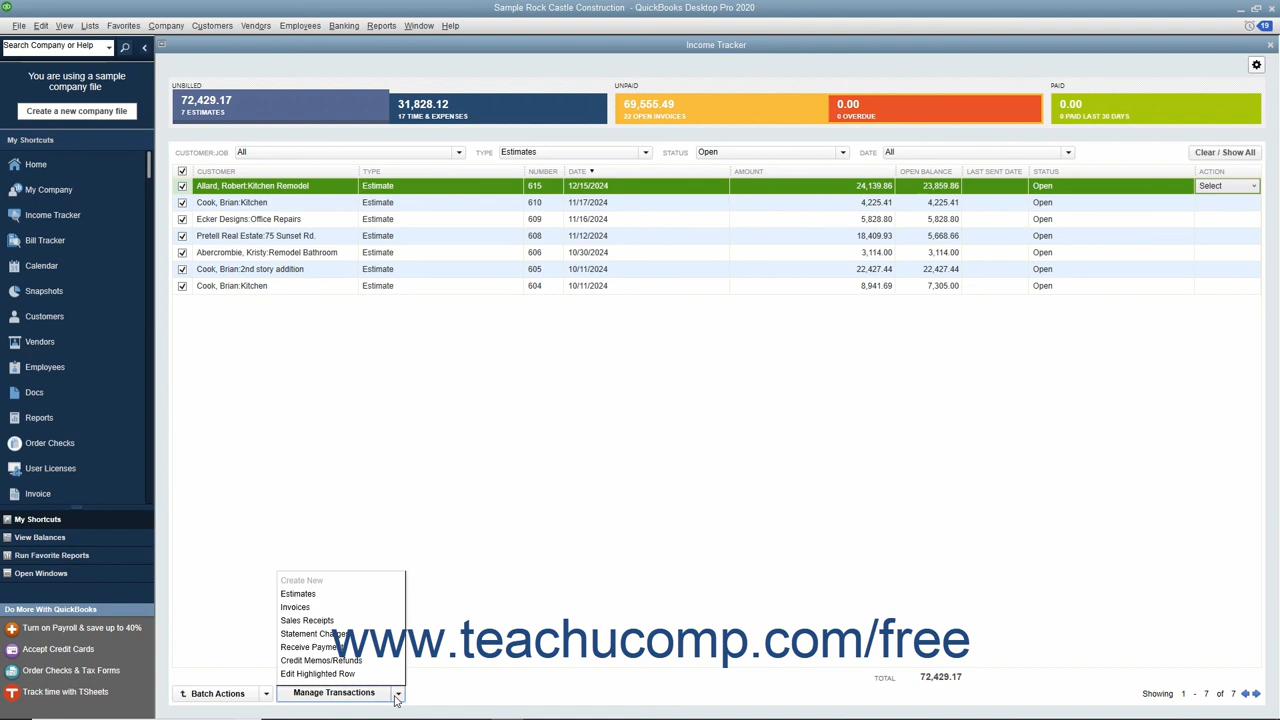 Sample Rock Castle Construction - QuickBooks Desktop Pro 2020
File Edit View Lists Favorites Company Customers Vendors Employees Banking Reports Window Help
19
Search Company or Help
Income Tracker
You are using a sample
company file
Create a new company file
My Shortcuts
Home
My Company
Income Tracker
Bill Tracker
Calendar
Snapshots
Customers
Vendors
Employees
Docs
Reports
Order Checks
User Licenses
Invoice
My Shortcuts
View Balances
Run Favorite Reports
Open Windows
Do More With QuickBooks
Turn on Payroll & save up to 40%
Accept Credit Cards
Order Checks & Tax Forms
Track time with TSheets
UNBILLED UNPAID PAID
72,429.17 31,828.12 69,555.49 0.00 0.00
7 ESTIMATES 17 TIME & EXPENSES 22 OPEN INVOICES 0 OVERDUE 0 PAID LAST 30 DAYS
CUSTOMER:JOB All TYPE Estimates STATUS Open DATE All Clear / Show All
CUSTOMER TYPE NUMBER DATE AMOUNT OPEN BALANCE LAST SENT DATE STATUS ACTION
Allard, Robert:Kitchen Remodel Estimate 615 12/15/2024 24,139.86 23,859.86 Open Select
Cook, Brian:Kitchen Estimate 610 11/17/2024 4,225.41 4,225.41 Open
Ecker Designs:Office Repairs Estimate 609 11/16/2024 5,828.80 5,828.80 Open
Pretell Real Estate:75 Sunset Rd. Estimate 608 11/12/2024 18,409.93 5,668.66 Open
Abercrombie, Kristy:Remodel Bathroom Estimate 606 10/30/2024 3,114.00 3,114.00 Open
Cook, Brian:2nd story addition Estimate 605 10/11/2024 22,427.44 22,427.44 Open
Cook, Brian:Kitchen Estimate 604 10/11/2024 8,941.69 7,305.00 Open
Create New
Estimates
Invoices
Sales Receipts
Statement Charges
Receive Payments
Credit Memos/Refunds
Edit Highlighted Row
www.teachucomp.com/free
TOTAL 72,429.17
Batch Actions Manage Transactions Showing 1 - 7 of 7